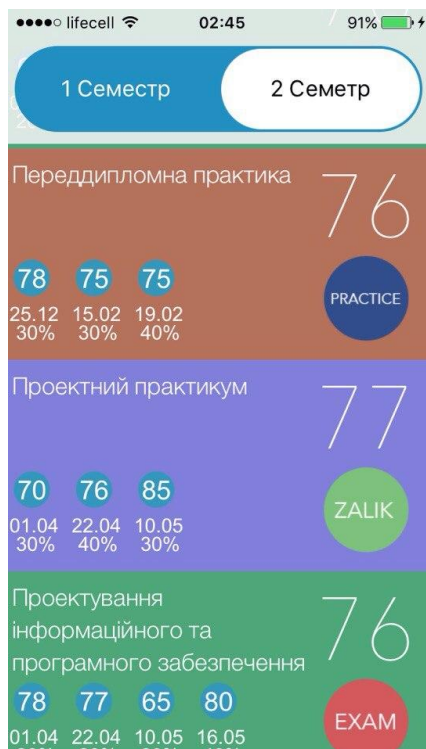 lifecell 02:45 91%
1 Семестр 2 Семетр
Переддипломна практика 76
78 75 75
PRACTICE
25.12 15.02 19.02
30% 30% 40%
Проектний практикум 77
70 76 85
ZALIK
01.04 22.04 10.05
30% 40% 30%
Проектування
інформаційного та 76
програмного забезпечення
78 77 65 80
EXAM
01.04 22.04 10.05 16.05